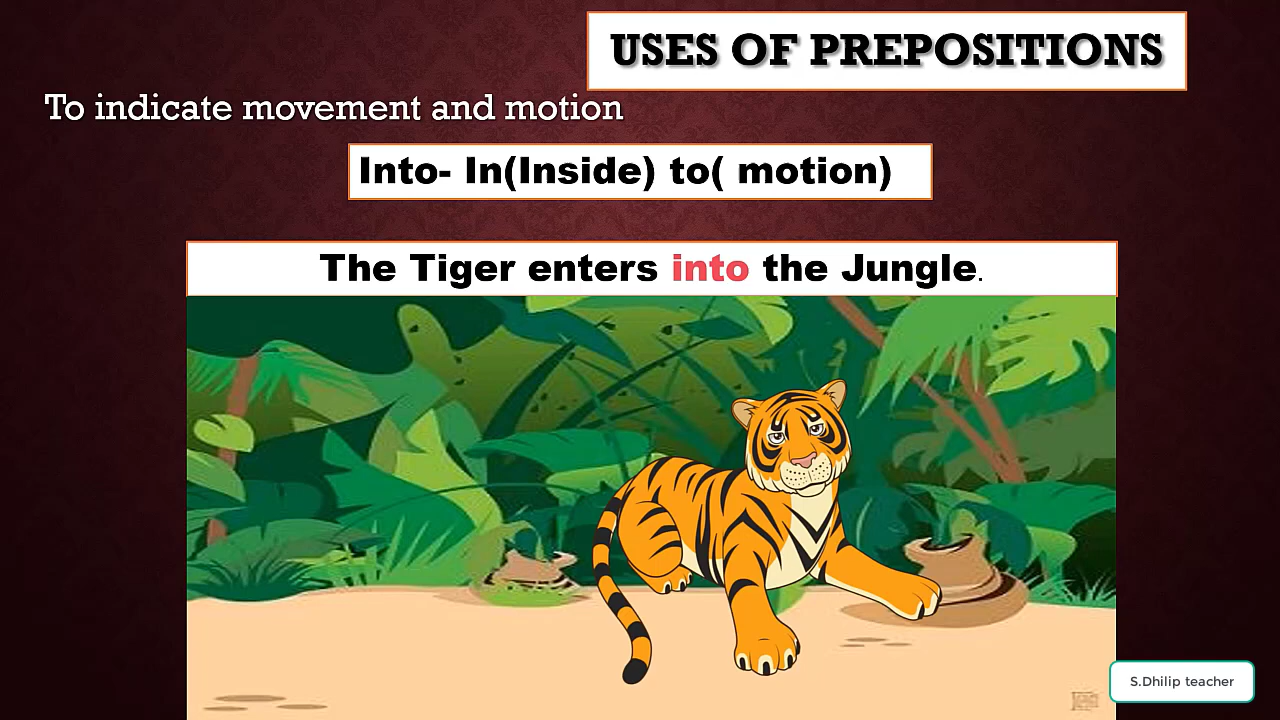 USES OF PREPOSITIONS
To indicate movement and motion
Into- In(Inside) to( motion)
The Tiger enters into the Jungle.
S.Dhilip teacher